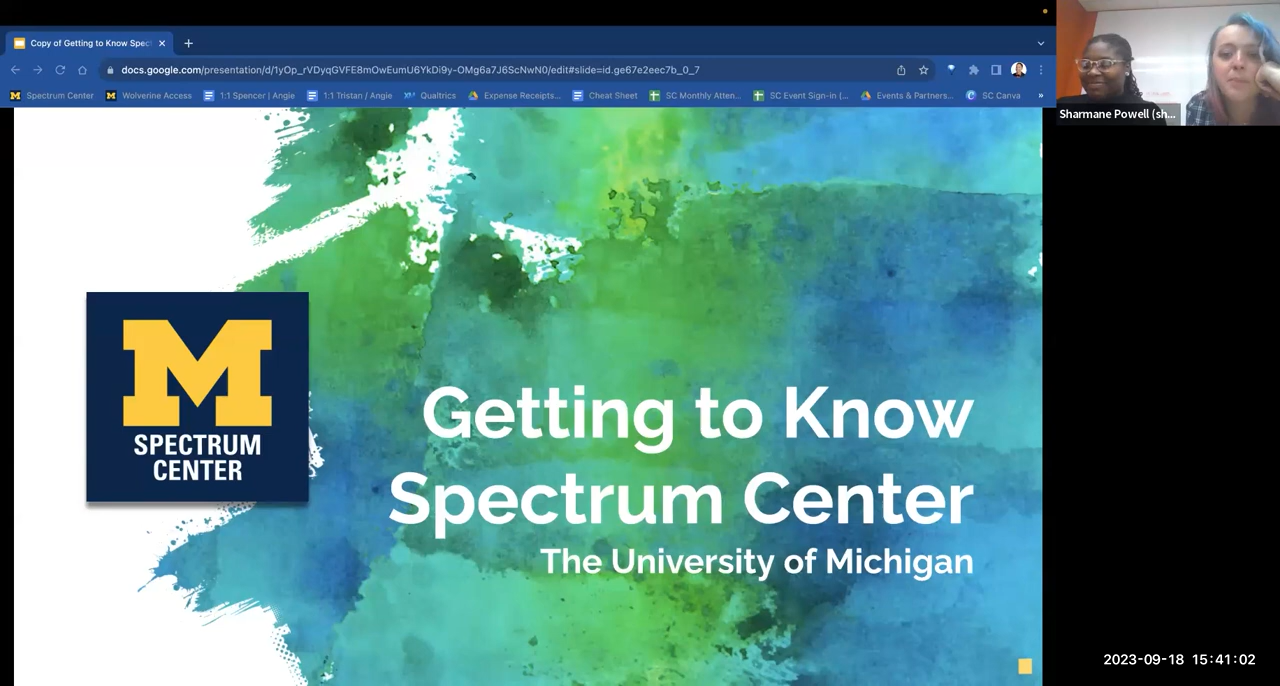 Copy of Getting to Know Spect
docs.google.com/presentation/d/1yOp_rVDyqGVFE8mOwEumU6YkDi9y-OMg6a7J6ScNwN0/edit#slide=id.ge67e2eec7b_0_7
Spectrum Center
Wolverine Access
1:1 Spencer | Angie
1:1 Tristan / Angie
Qualtrics
Expense Receipts...
Cheat Sheet
SC Monthly Atten...
SC Event Sign-in (...
Events & Partners...
SC Canva
»
Sharmane Powell (sh...
M
SPECTRUM
CENTER
Getting to Know
Spectrum Center
The University of Michigan
2023-09-18 15:41:02